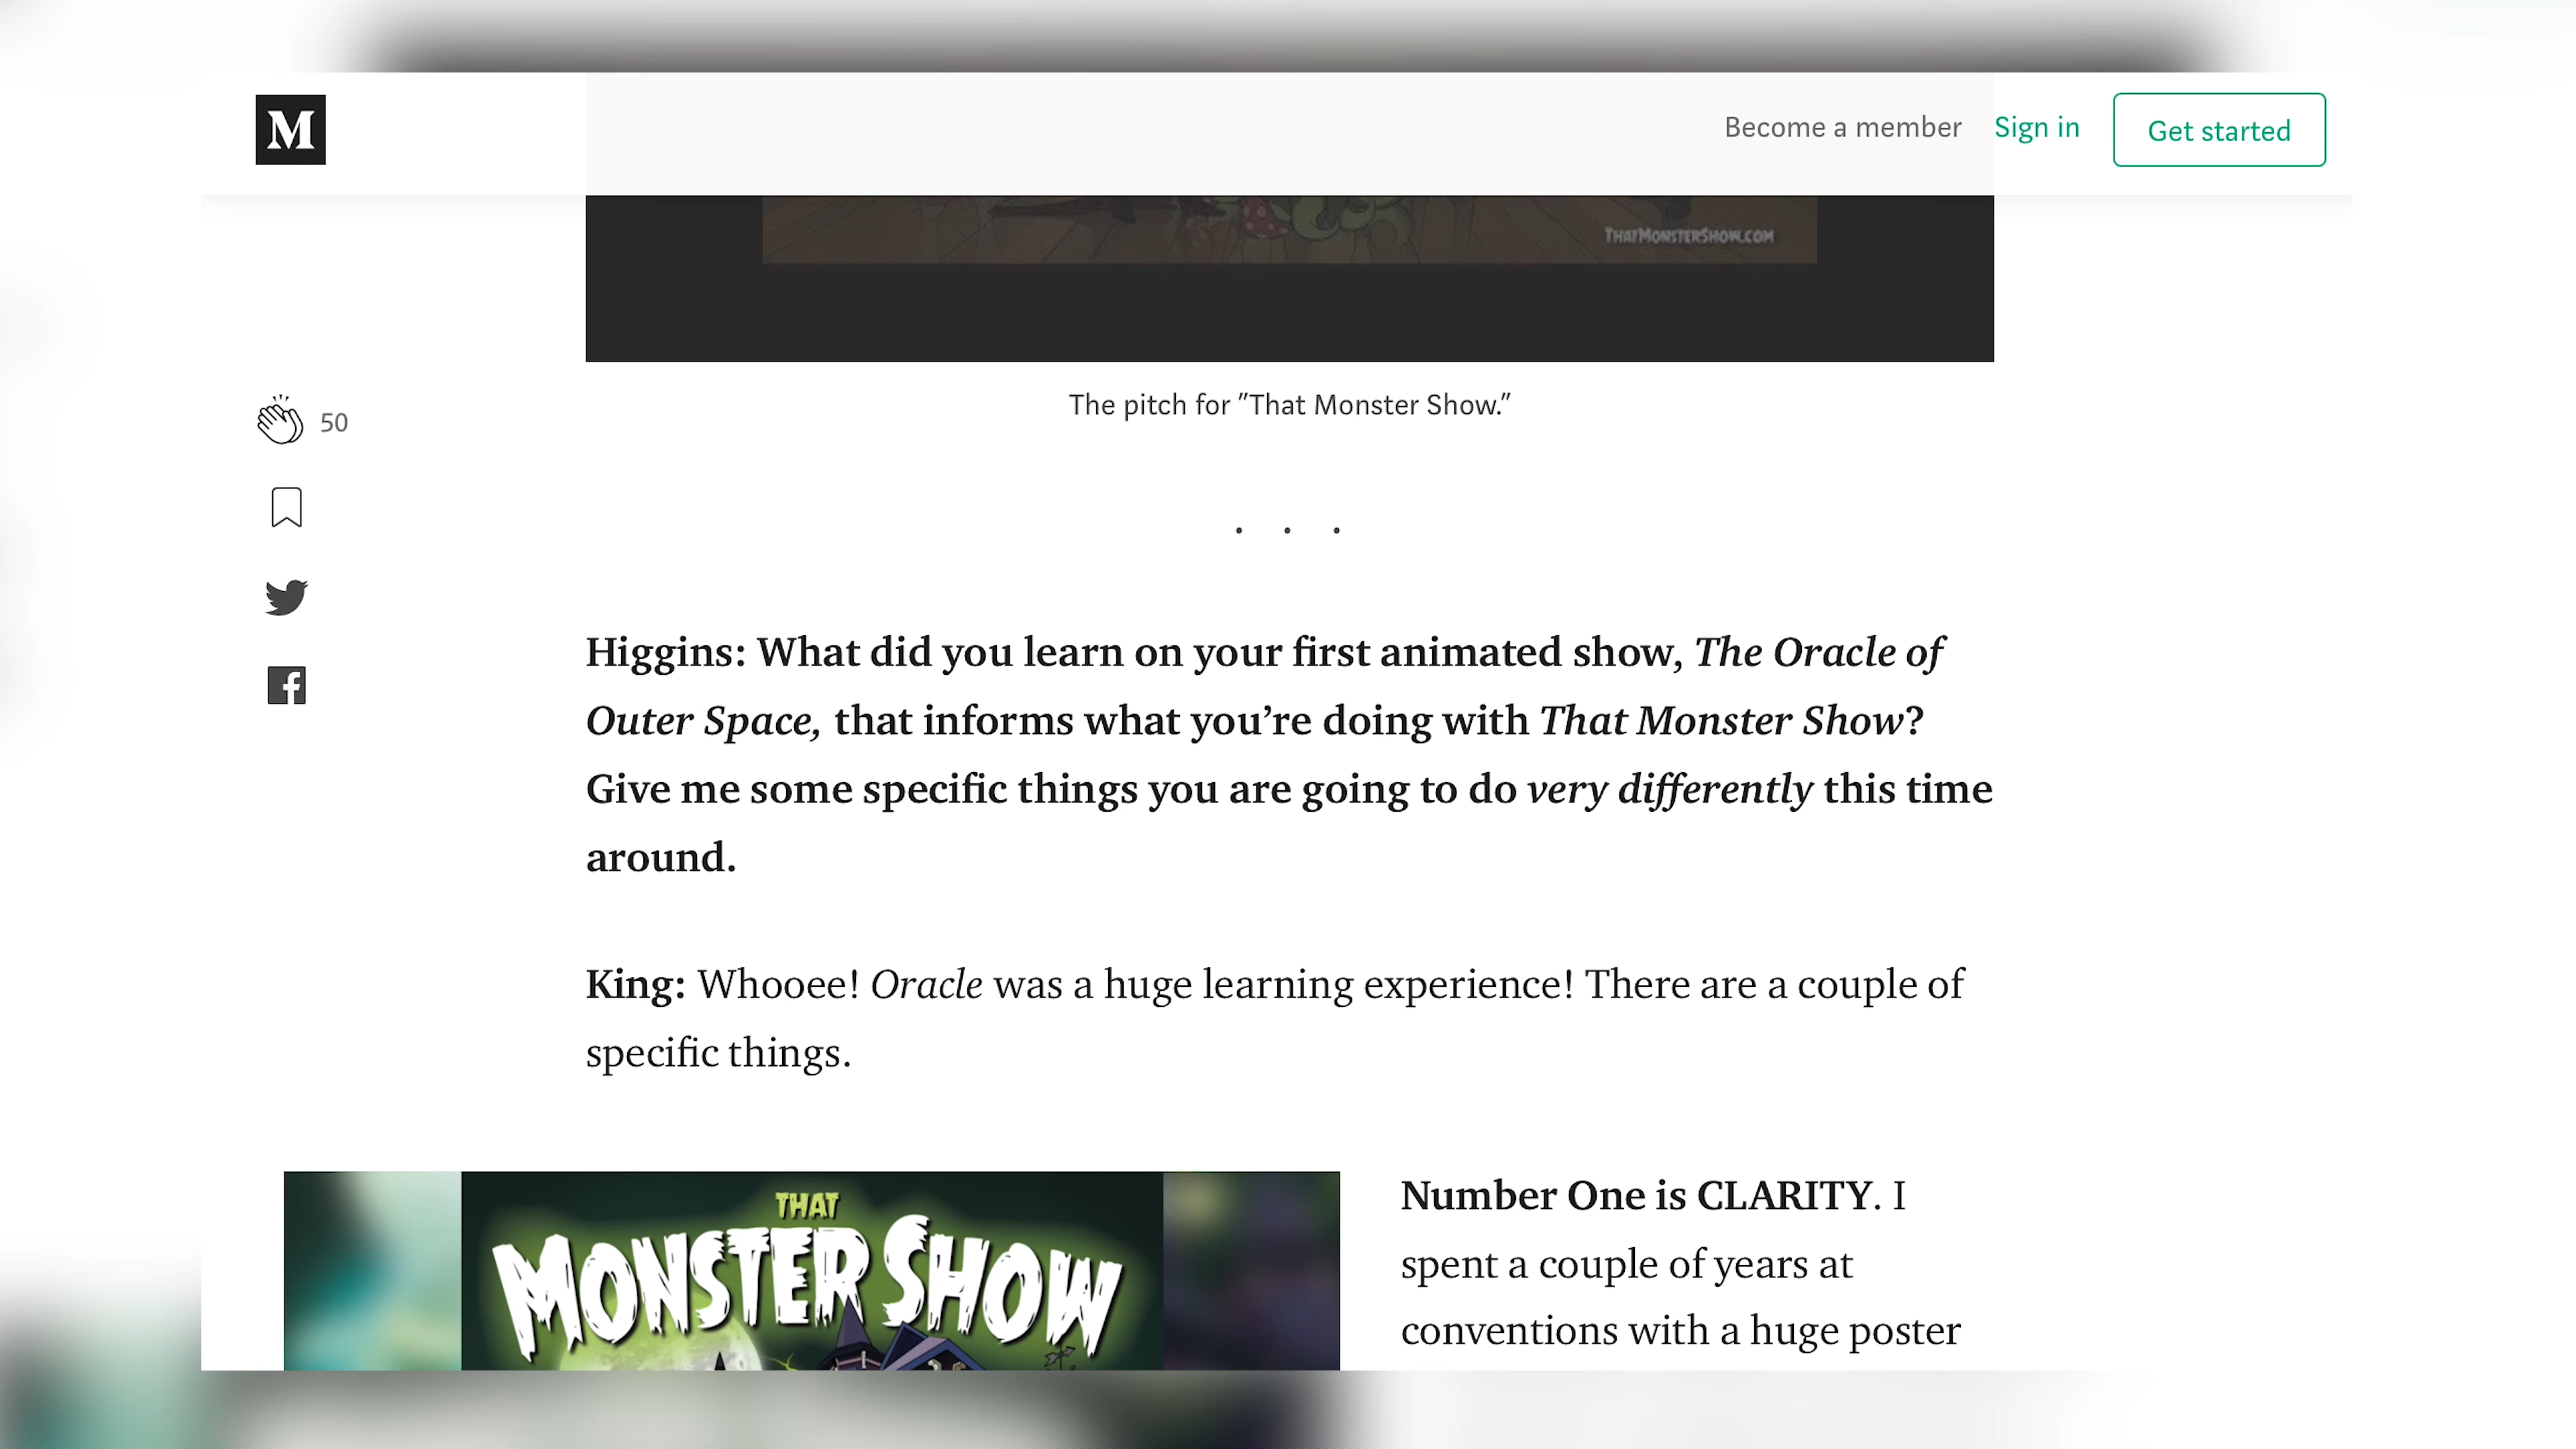 M
Become a member Sign in Get started
THATMONSTERSHOW.COM
The pitch for "That Monster Show."
50
. . .
Higgins: What did you learn on your first animated show, The Oracle of
Outer Space, that informs what you’re doing with That Monster Show?
Give me some specific things you are going to do very differently this time
around.
King: Whooee! Oracle was a huge learning experience! There are a couple of
specific things.
THAT
MONSTER SHOW
Number One is CLARITY. I
spent a couple of years at
conventions with a huge poster